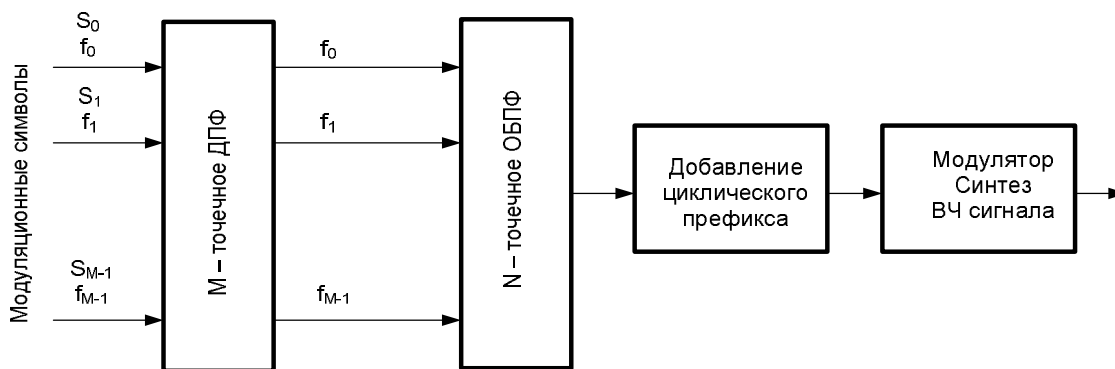 Модуляционные символы
S0
f0
S1
f1
SM-1
fM-1
М – точечное ДПФ
f0
f1
fM-1
N – точечное ОБПФ
Добавление
циклического
префикса
Модулятор
Синтез
ВЧ сигнала